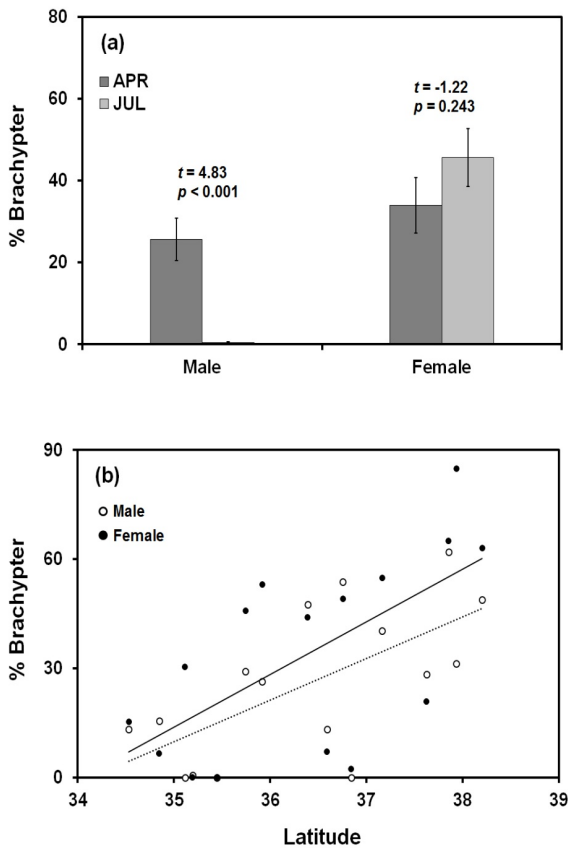 80
(a)
APR
JUL
t = -1.22
p = 0.243
60
t = 4.83
p < 0.001
40
20
0
% Brachypter
Male Female
90
(b)
Male
Female
60
30
0
% Brachypter
34 35 36 37 38 39
Latitude